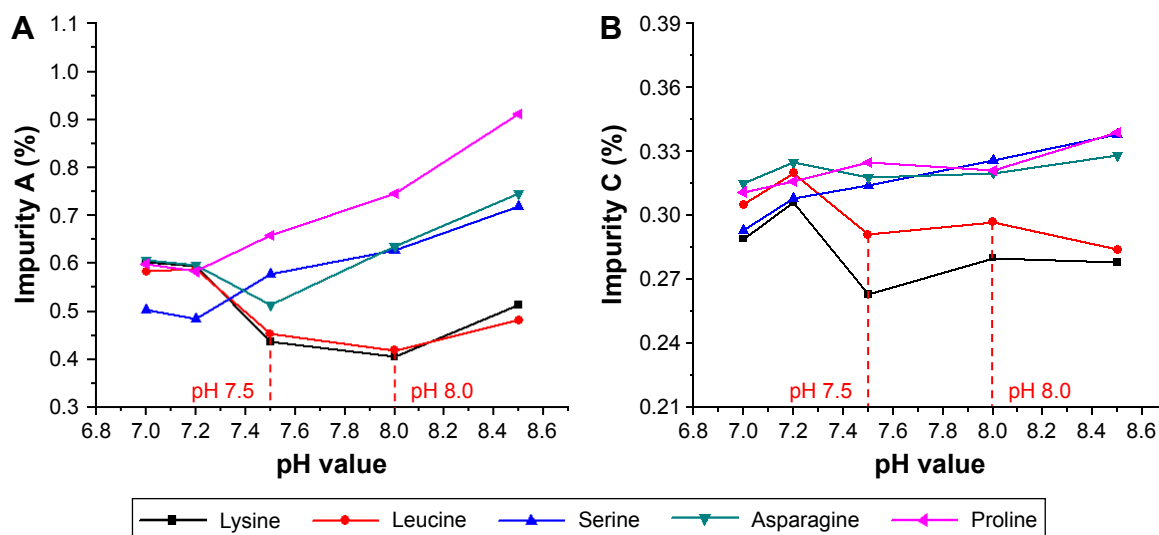 A
Impurity A (%)
1.1
1.0
0.9
0.8
0.7
0.6
0.5
0.4
0.3
pH 7.5
pH 8.0
6.8 7.0 7.2 7.4 7.6 7.8 8.0 8.2 8.4 8.6
pH value
B
Impurity C (%)
0.39
0.36
0.33
0.30
0.27
0.24
0.21
pH 7.5
pH 8.0
6.8 7.0 7.2 7.4 7.6 7.8 8.0 8.2 8.4 8.6
pH value
Lysine Leucine Serine Asparagine Proline